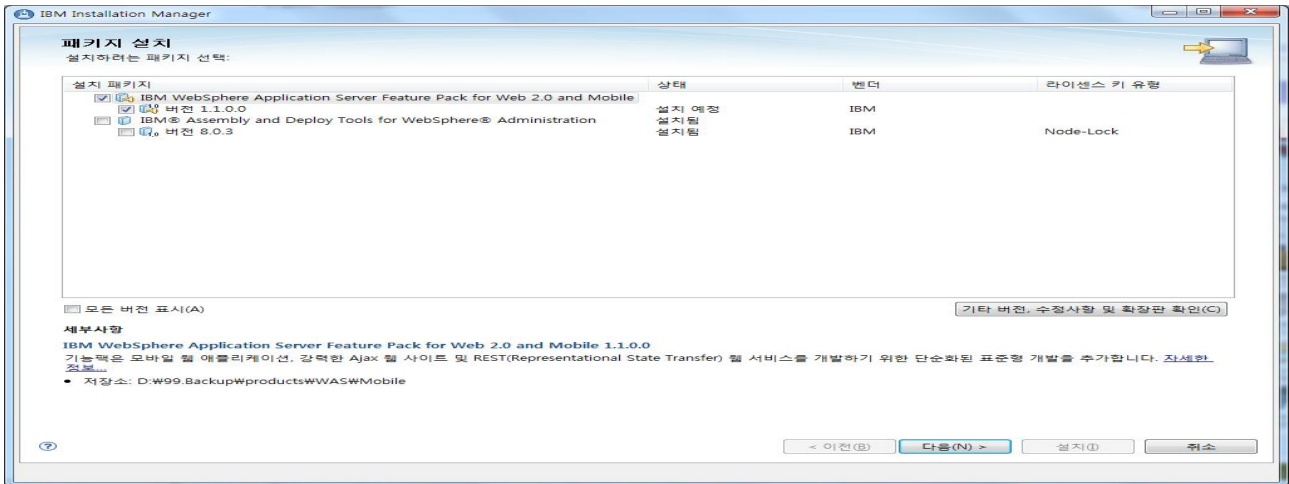 IBM Installation Manager
패키지 설치
설치하려는 패키지 선택:
설치 패키지 상태 벤더 라이센스 키 유형
IBM WebSphere Application Server Feature Pack for Web 2.0 and Mobile
버전 1.1.0.0 설치 예정 IBM
IBM® Assembly and Deploy Tools for WebSphere® Administration 설치됨
버전 8.0.3 설치됨 IBM Node-Lock
모든 버전 표시(A) 기타 버전, 수정사항 및 확장판 확인(C)
세부사항
IBM WebSphere Application Server Feature Pack for Web 2.0 and Mobile 1.1.0.0
기능팩은 모바일 웹 애플리케이션, 강력한 Ajax 웹 사이트 및 REST(Representational State Transfer) 웹 서비스를 개발하기 위한 단순화된 표준형 개발을 추가합니다. 자세한
정보...
• 저장소: D:₩99.Backup₩products₩WAS₩Mobile
< 이전(B) 다음(N) > 설치(I) 취소